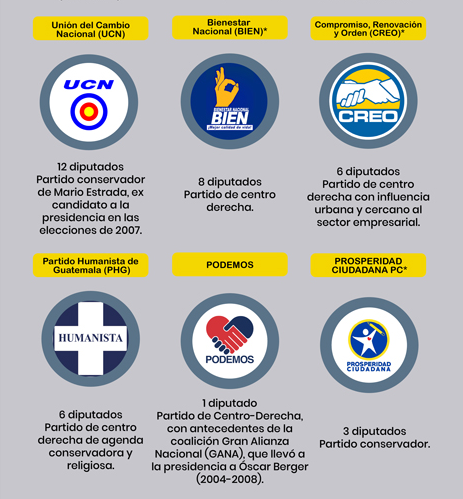 Unión del Cambio
Nacional (UCN)
UCN
12 diputados
Partido conservador
de Mario Estrada, ex
candidato a la
presidencia en las
elecciones de 2007.
Bienestar
Nacional (BIEN)*
BIENESTAR NACIONAL
BIEN
¡Mejor calidad de vida!
8 diputados
Partido de centro
derecha.
Compromiso, Renovación
y Orden (CREO)*
CREO
6 diputados
Partido de centro
derecha con influencia
urbana y cercano al
sector empresarial.
Partido Humanista de
Guatemala (PHG)
HUMANISTA
6 diputados
Partido de centro
derecha de agenda
conservadora y
religiosa.
PODEMOS
PODEMOS
1 diputado
Partido de Centro-Derecha,
con antecedentes de la
coalición Gran Alianza
Nacional (GANA), que llevó
a la presidencia a Óscar Berger
(2004-2008).
PROSPERIDAD
CIUDADANA PC*
PROSPERIDAD
CIUDADANA
3 diputados
Partido conservador.